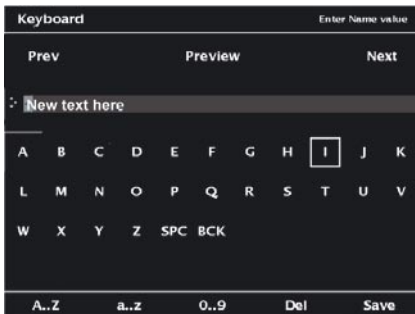 Keyboard Enter Name value
Prev Preview Next
New text here
A B C D E F G H I J K
L M N O P Q R S T U V
W X Y Z SPC BCK
A..Z a..z 0..9 Del Save